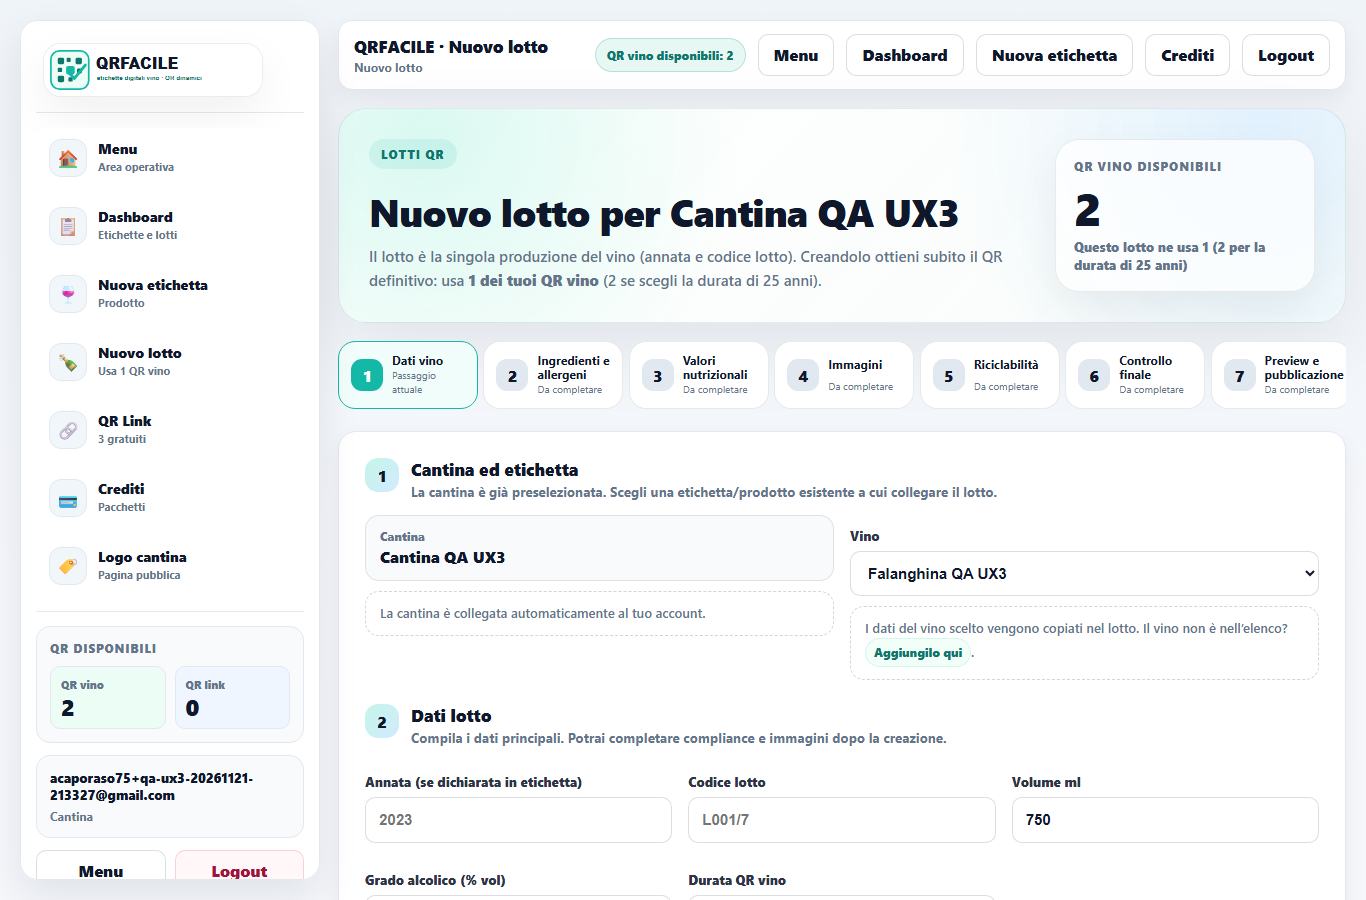 QRFACILE
etichette digitali vino · QR dinamici
Menu
Area operativa
Dashboard
Etichette e lotti
Nuova etichetta
Prodotto
Nuovo lotto
Usa 1 QR vino
QR Link
3 gratuiti
Crediti
Pacchetti
Logo cantina
Pagina pubblica
QR DISPONIBILI
QR vino
2
QR link
0
acaporaso75+qa-ux3-20261121-
213327@gmail.com
Cantina
Menu
Logout
QRFACILE · Nuovo lotto
Nuovo lotto
QR vino disponibili: 2
Menu
Dashboard
Nuova etichetta
Crediti
Logout
LOTTI QR
Nuovo lotto per Cantina QA UX3
Il lotto è la singola produzione del vino (annata e codice lotto). Creandolo ottieni subito il QR
definitivo: usa 1 dei tuoi QR vino (2 se scegli la durata di 25 anni).
QR VINO DISPONIBILI
2
Questo lotto ne usa 1 (2 per la
durata di 25 anni)
1
Dati vino
Passaggio
attuale
2
Ingredienti e
allergeni
Da completare
3
Valori
nutrizionali
Da completare
4
Immagini
Da completare
5
Riciclabilità
Da completare
6
Controllo
finale
Da completare
7
Preview e
pubblicazione
Da completare
1
Cantina ed etichetta
La cantina è già preselezionata. Scegli una etichetta/prodotto esistente a cui collegare il lotto.
Cantina
Cantina QA UX3
La cantina è collegata automaticamente al tuo account.
Vino
Falanghina QA UX3
I dati del vino scelto vengono copiati nel lotto. Il vino non è nell'elenco?
Aggiungilo qui.
2
Dati lotto
Compila i dati principali. Potrai completare compliance e immagini dopo la creazione.
Annata (se dichiarata in etichetta)
2023
Codice lotto
L001/7
Volume ml
750
Grado alcolico (% vol)
Durata QR vino